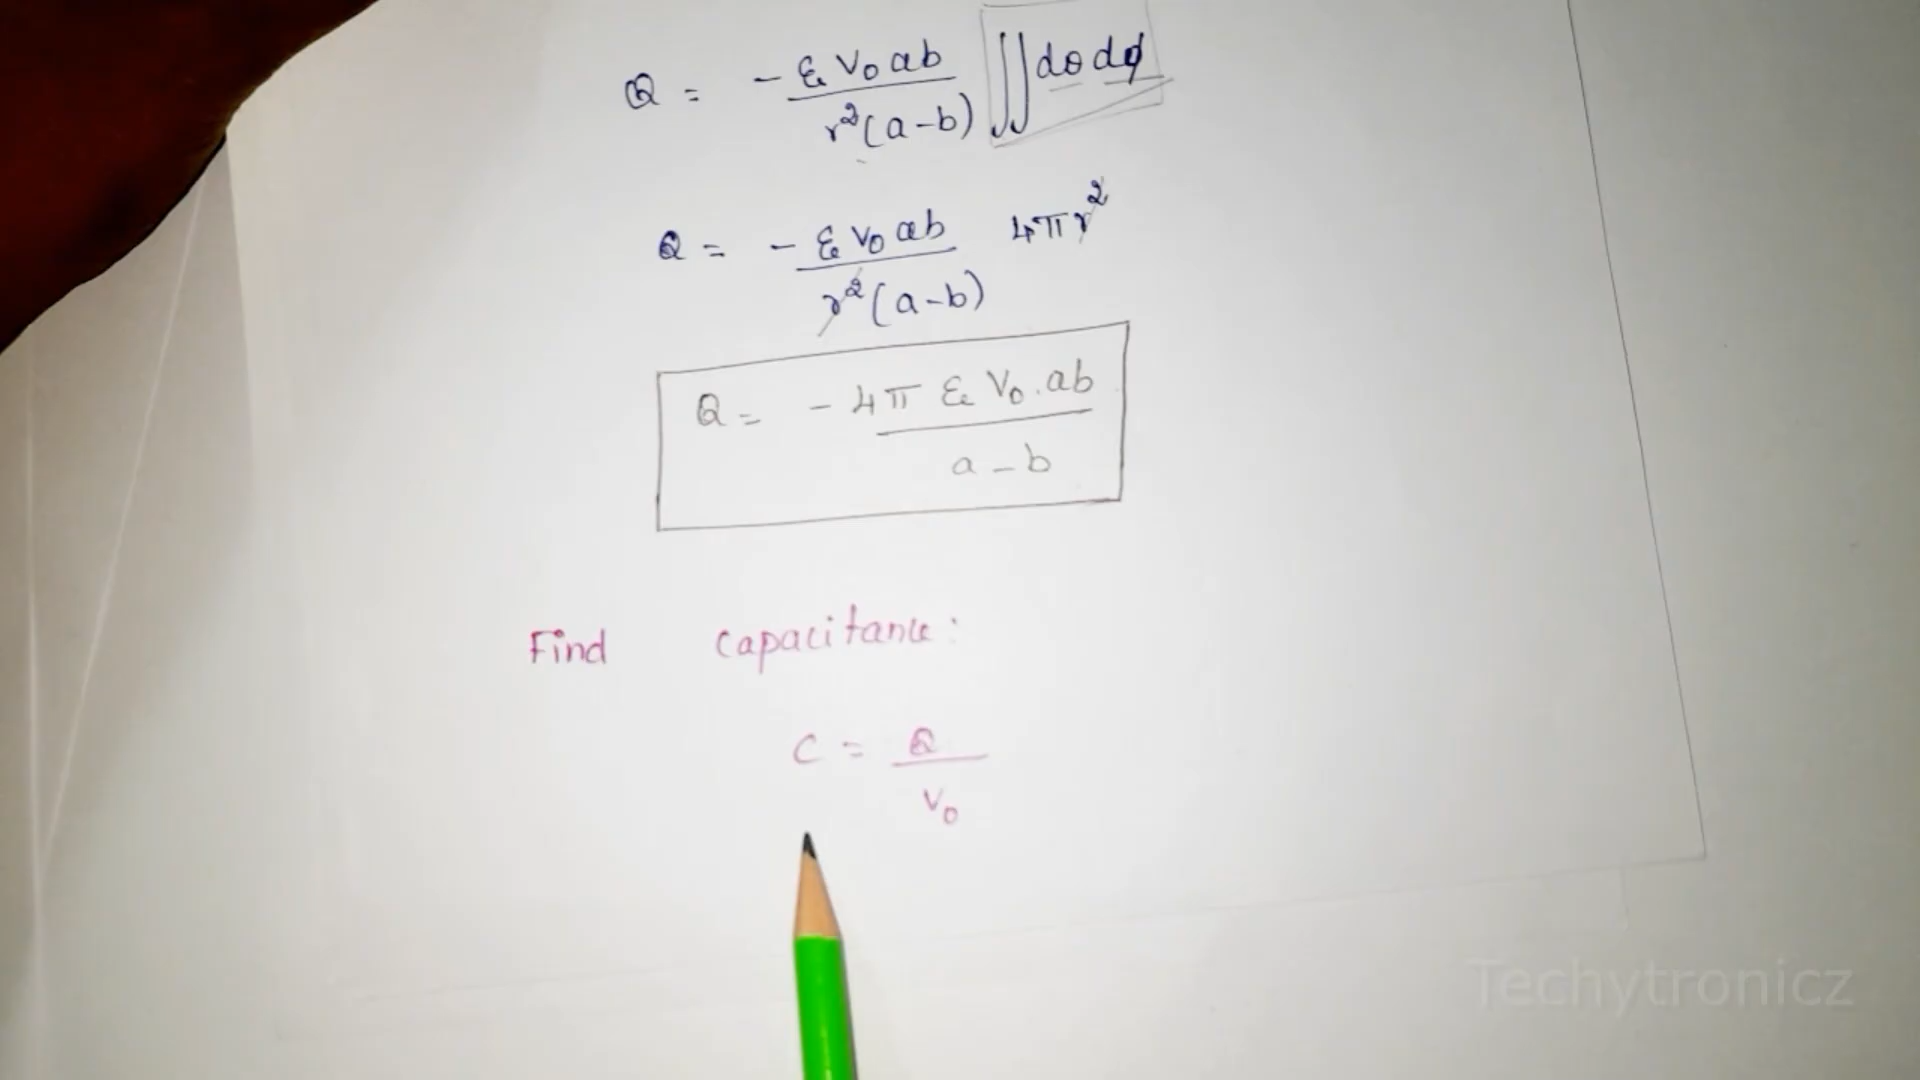 Q = - ε V₀ ab / r²(a-b) ∬ dθ dϕ
Q = - ε V₀ ab / r²(a-b) 4πr²
Q = - 4π ε V₀ . ab / a - b
Find capacitance:
C = Q / V₀
Techytronicz